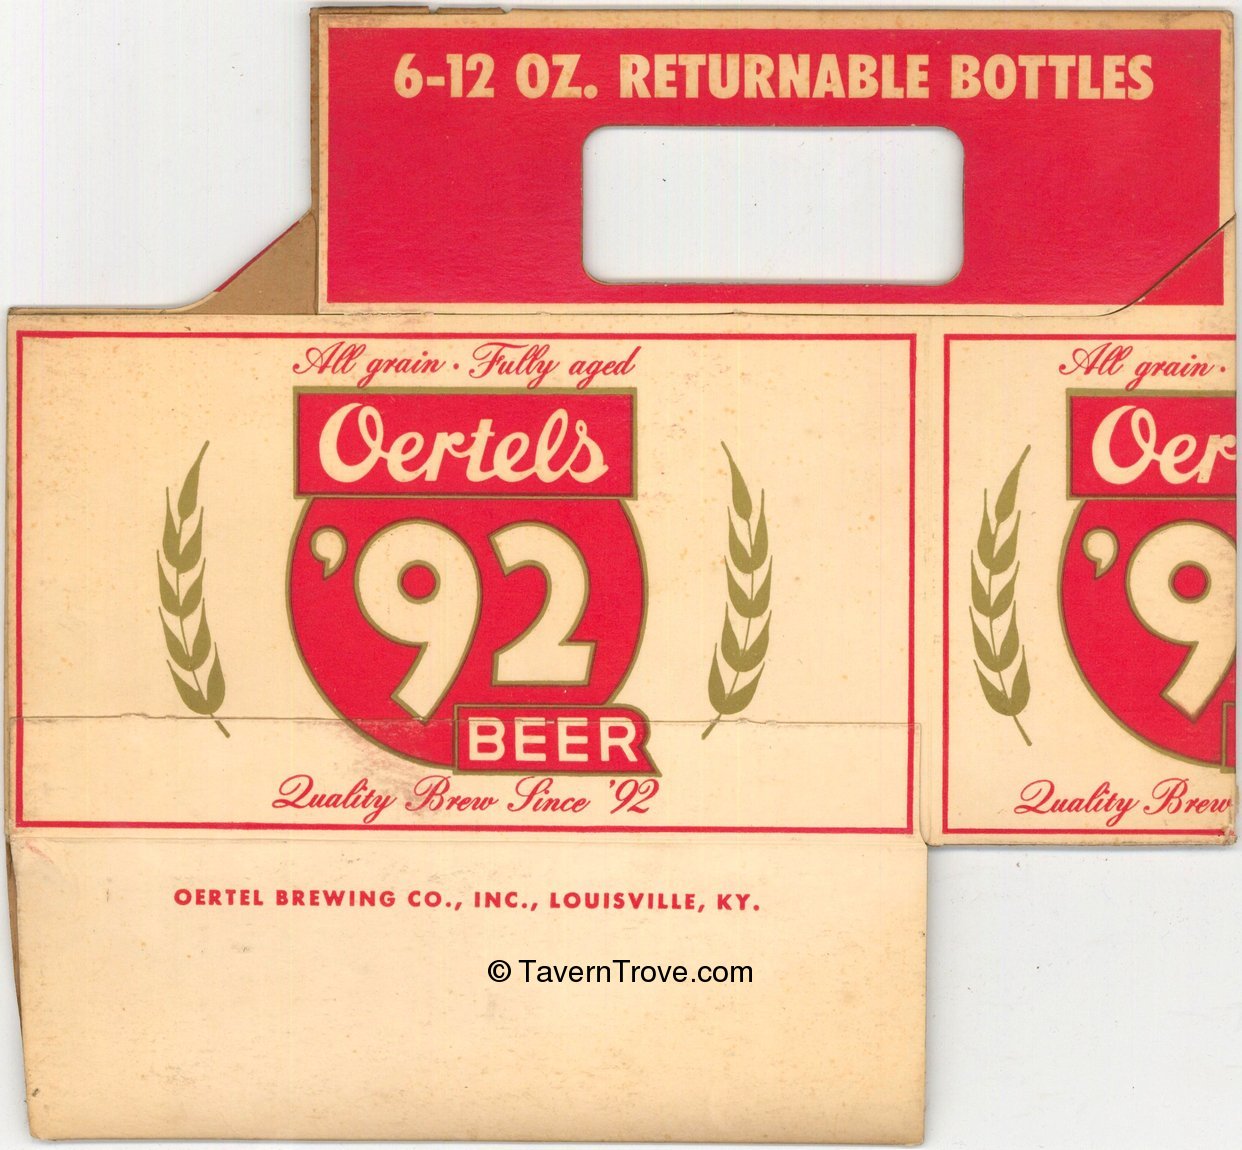 6-12 OZ. RETURNABLE BOTTLES
All grain · Fully aged
Oertels
'92
BEER
Quality Brew Since '92
OERTEL BREWING CO., INC., LOUISVILLE, KY.
All grain ·
Oer
'9
Quality Brew
© TavernTrove.com